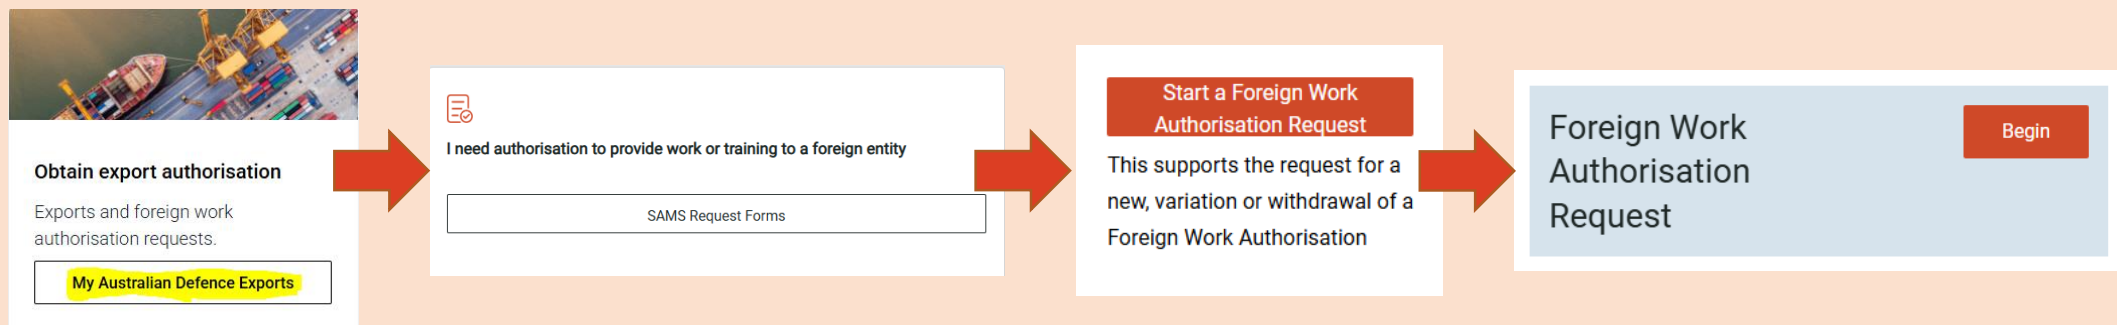 Obtain export authorisation
Exports and foreign work
authorisation requests.
My Australian Defence Exports
I need authorisation to provide work or training to a foreign entity
SAMS Request Forms
Start a Foreign Work
Authorisation Request
This supports the request for a
new, variation or withdrawal of a
Foreign Work Authorisation
Foreign Work
Authorisation
Request
Begin